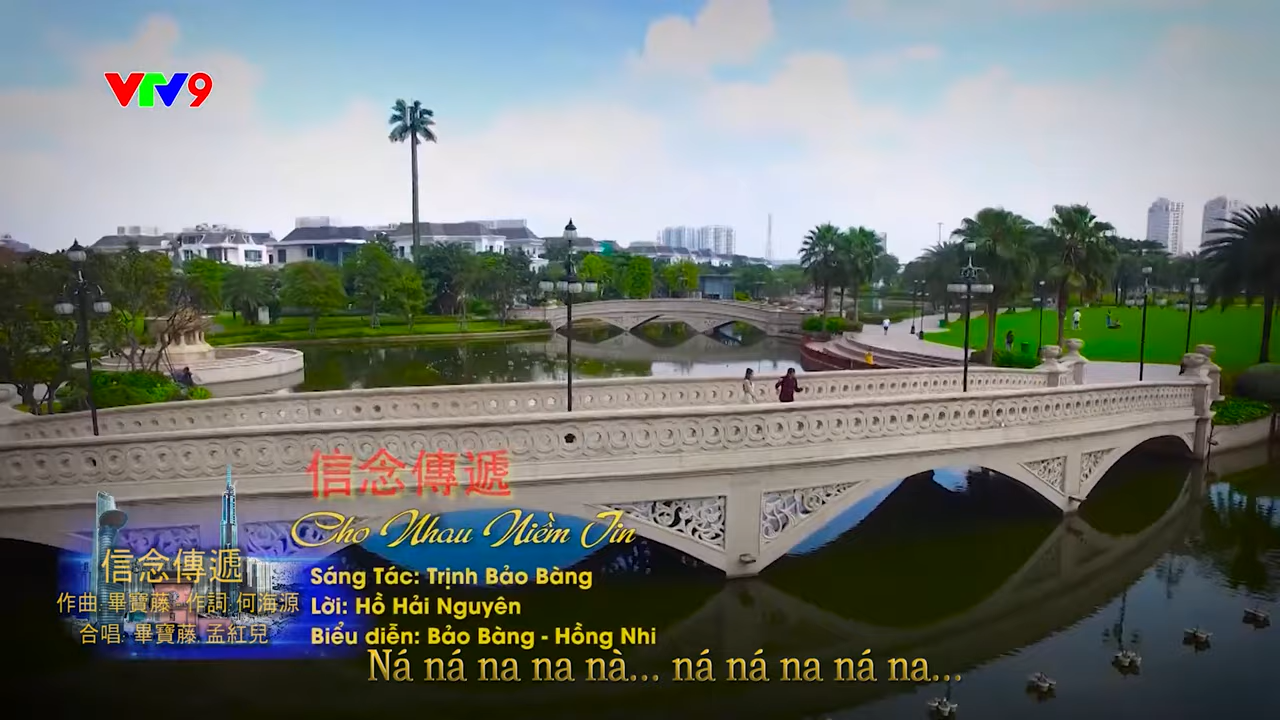 VTV9
信念傳遞
Cho Nhau Niềm Tin
信念傳遞
作曲: 畢寶藤 作詞: 何海源
合唱: 畢寶藤, 孟紅兒
Sáng Tác: Trịnh Bảo Bàng
Lời: Hồ Hải Nguyên
Biểu diễn: Bảo Bàng - Hồng Nhi
Ná ná na na nà... ná ná na ná na...